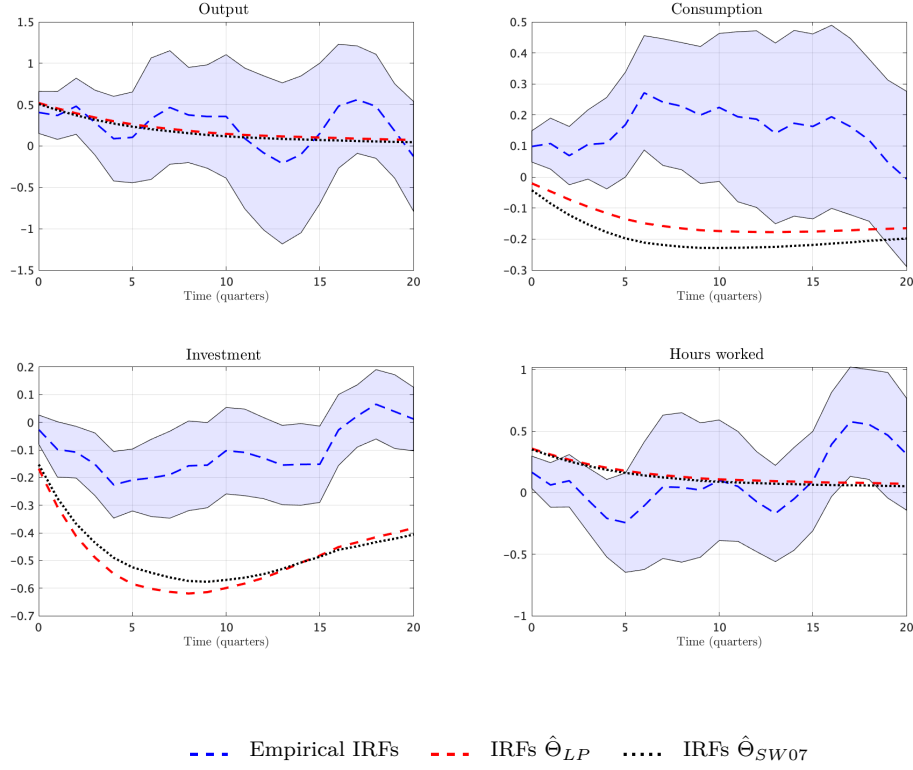 Output
1.5
1
0.5
0
−0.5
−1
−1.5
0 5 10 15 20
Time (quarters)
Consumption
0.5
0.4
0.3
0.2
0.1
0
−0.1
−0.2
−0.3
0 5 10 15 20
Time (quarters)
Investment
0.2
0.1
0
−0.1
−0.2
−0.3
−0.4
−0.5
−0.6
−0.7
0 5 10 15 20
Time (quarters)
Hours worked
1
0.5
0
−0.5
−1
0 5 10 15 20
Time (quarters)
Empirical IRFs IRFs Θ̂_LP IRFs Θ̂_SW07